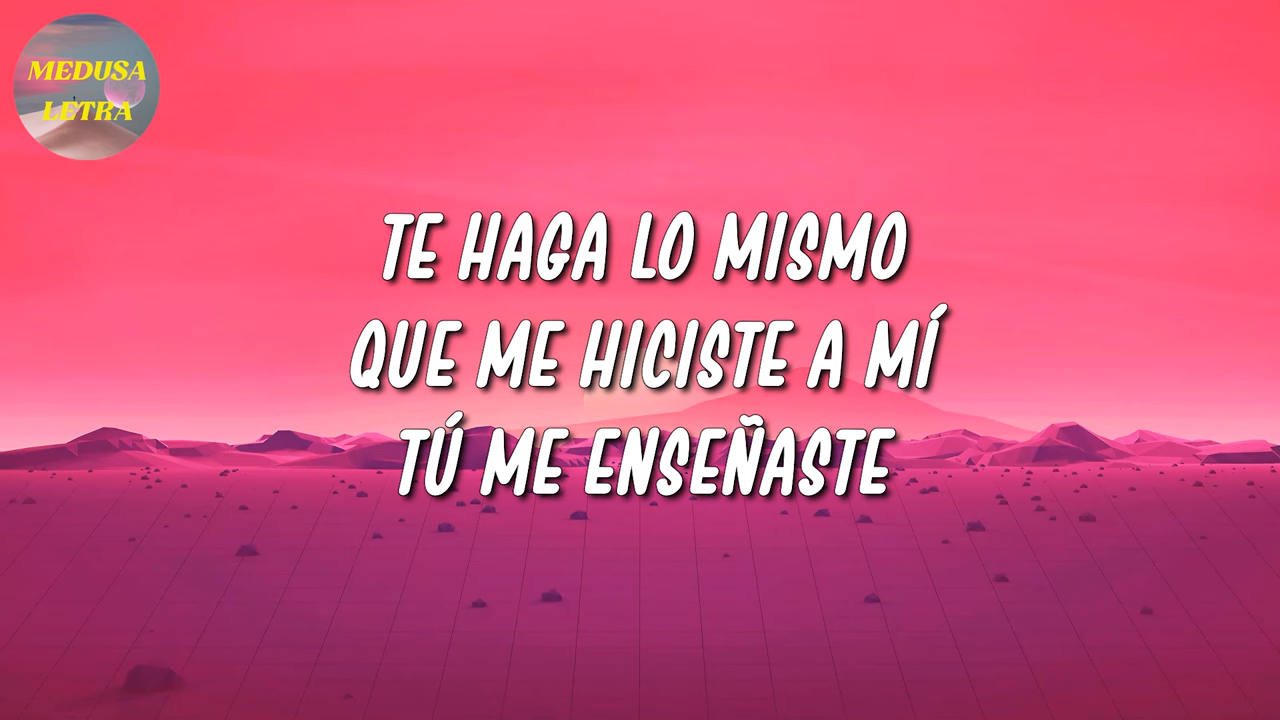 MEDUSA
LETRA
TE HAGA LO MISMO
QUE ME HICISTE A MÍ
TÚ ME ENSEÑASTE